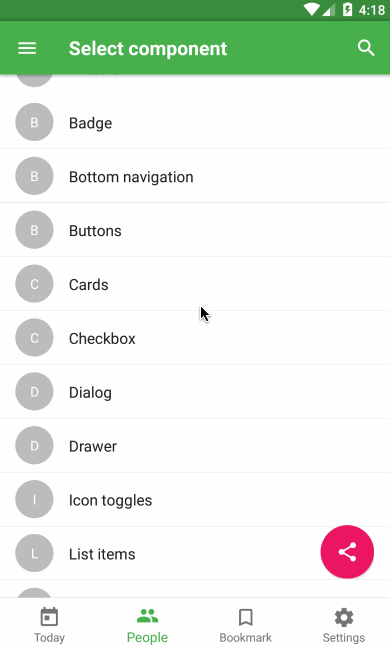 4:18
Select component
B Badge
B Bottom navigation
B Buttons
C Cards
C Checkbox
D Dialog
D Drawer
I Icon toggles
L List items
Today People Bookmark Settings